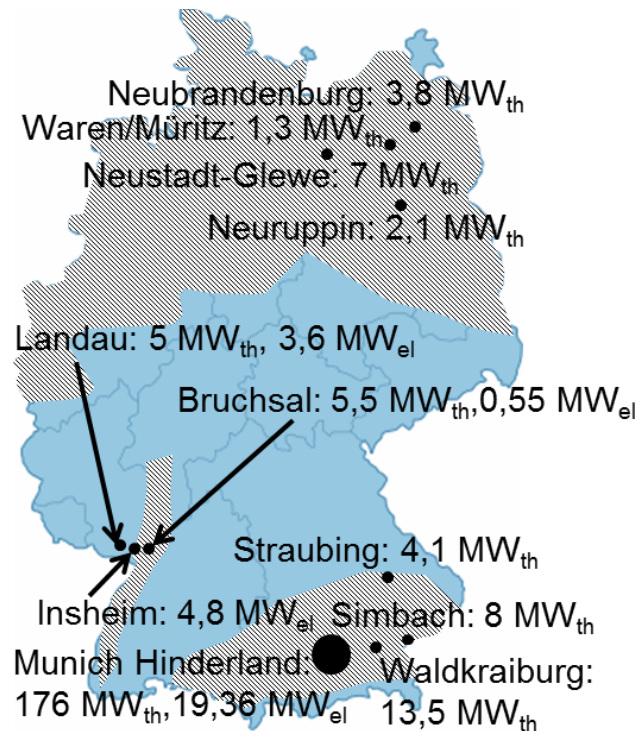 Neubrandenburg: 3,8 MWth
Waren/Müritz: 1,3 MWth
Neustadt-Glewe: 7 MWth
Neuruppin: 2,1 MWth
Landau: 5 MWth, 3,6 MWel
Bruchsal: 5,5 MWth,0,55 MWel
Straubing: 4,1 MWth
Insheim: 4,8 MWel
Simbach: 8 MWth
Munich Hinderland:
176 MWth,19,36 MWel
Waldkraiburg:
13,5 MWth